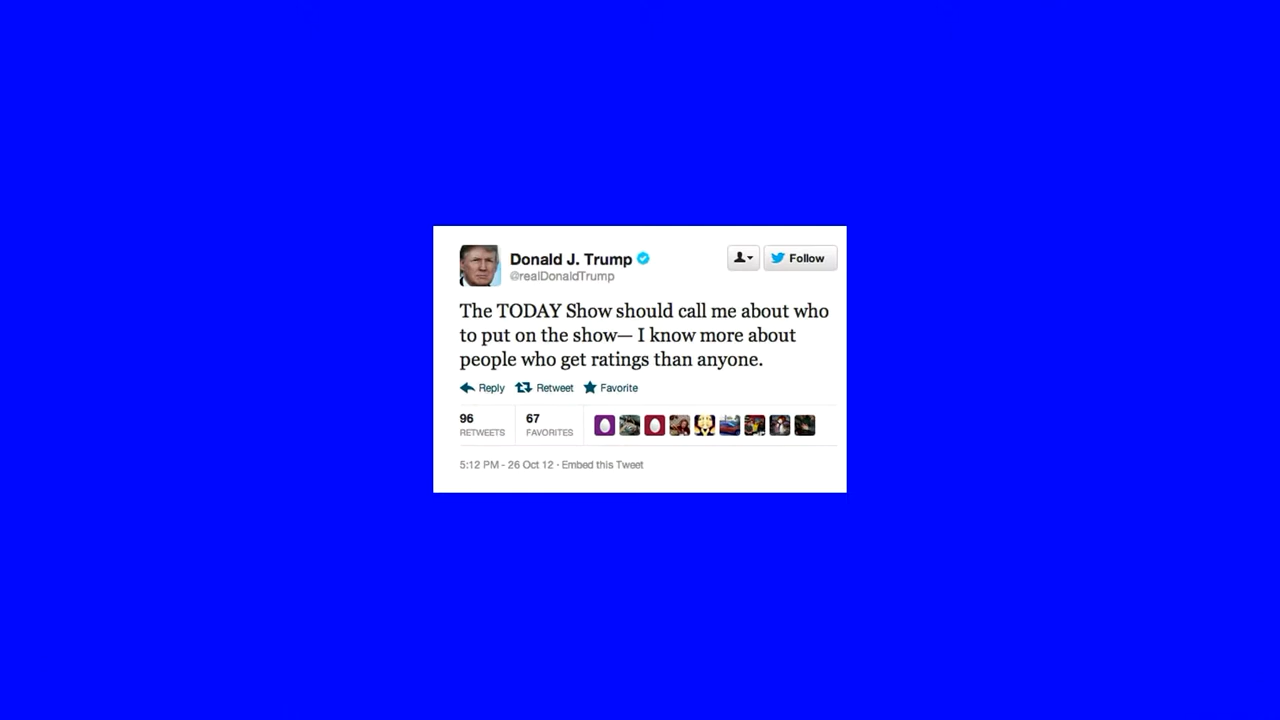 Donald J. Trump
Follow
@realDonaldTrump
The TODAY Show should call me about who
to put on the show— I know more about
people who get ratings than anyone.
Reply Retweet Favorite
96 67
RETWEETS FAVORITES
5:12 PM - 26 Oct 12 · Embed this Tweet